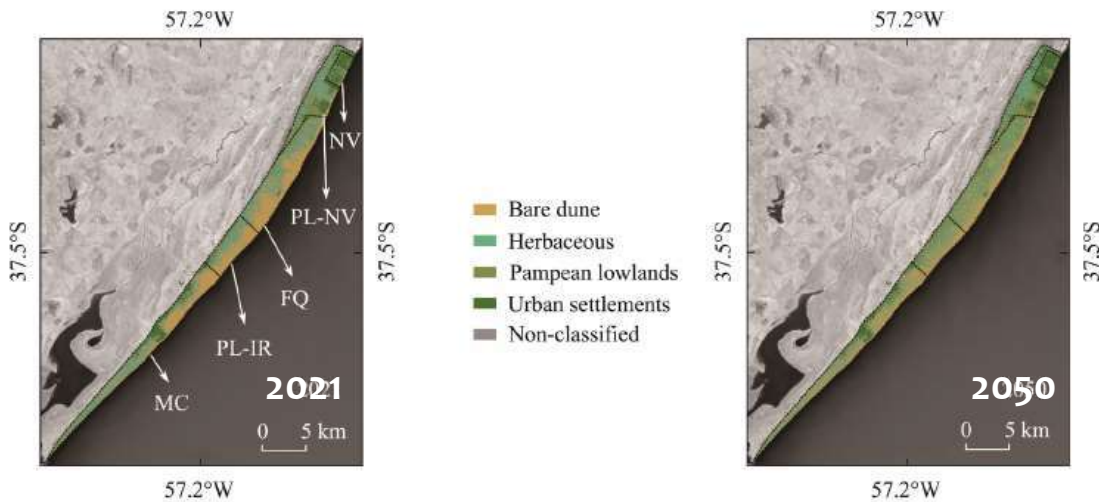 57.2°W
57.2°W
37.5°S
37.5°S
37.5°S
37.5°S
NV
PL-NV
FQ
PL-IR
MC
2021
0 5 km
57.2°W
Bare dune
Herbaceous
Pampean lowlands
Urban settlements
Non-classified
2050
0 5 km
57.2°W